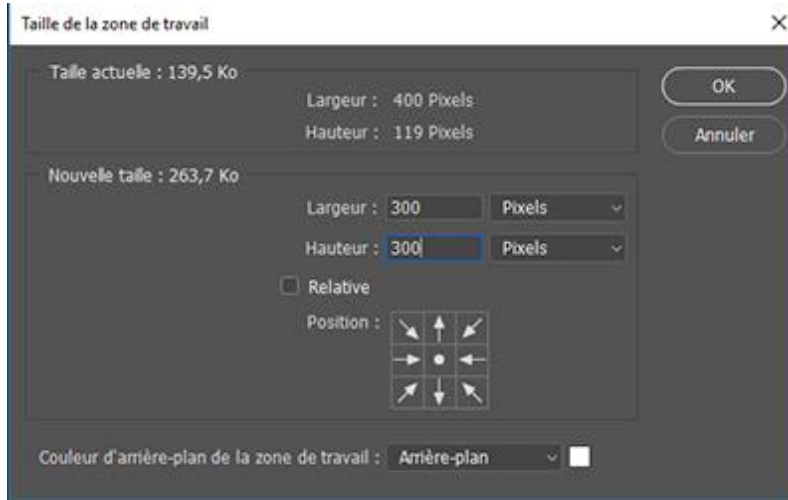 Taille de la zone de travail
Taille actuelle : 139,5 Ko
Largeur : 400 Pixels
Hauteur : 119 Pixels
OK
Annuler
Nouvelle taille : 263,7 Ko
Largeur : 300 Pixels
Hauteur : 300 Pixels
Relative
Position :
Couleur d'arrière-plan de la zone de travail : Arrière-plan